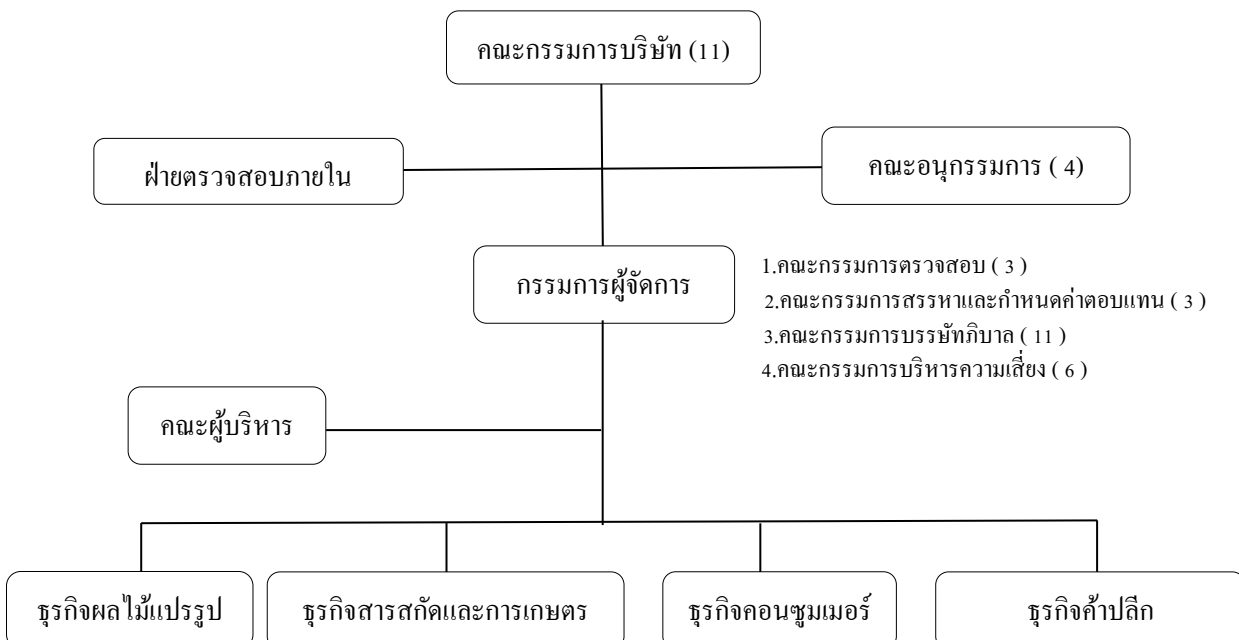 คณะกรรมการบริษัท (11)
ฝ่ายตรวจสอบภายใน
คณะอนุกรรมการ ( 4)
กรรมการผู้จัดการ
1.คณะกรรมการตรวจสอบ ( 3 )
2.คณะกรรมการสรรหาและกำหนดค่าตอบแทน ( 3 )
3.คณะกรรมการบรรษัทภิบาล ( 11 )
4.คณะกรรมการบริหารความเสี่ยง ( 6 )
คณะผู้บริหาร
ธุรกิจผลไม้แปรรูป
ธุรกิจสารสกัดและการเกษตร
ธุรกิจคอนซูมเมอร์
ธุรกิจค้าปลีก